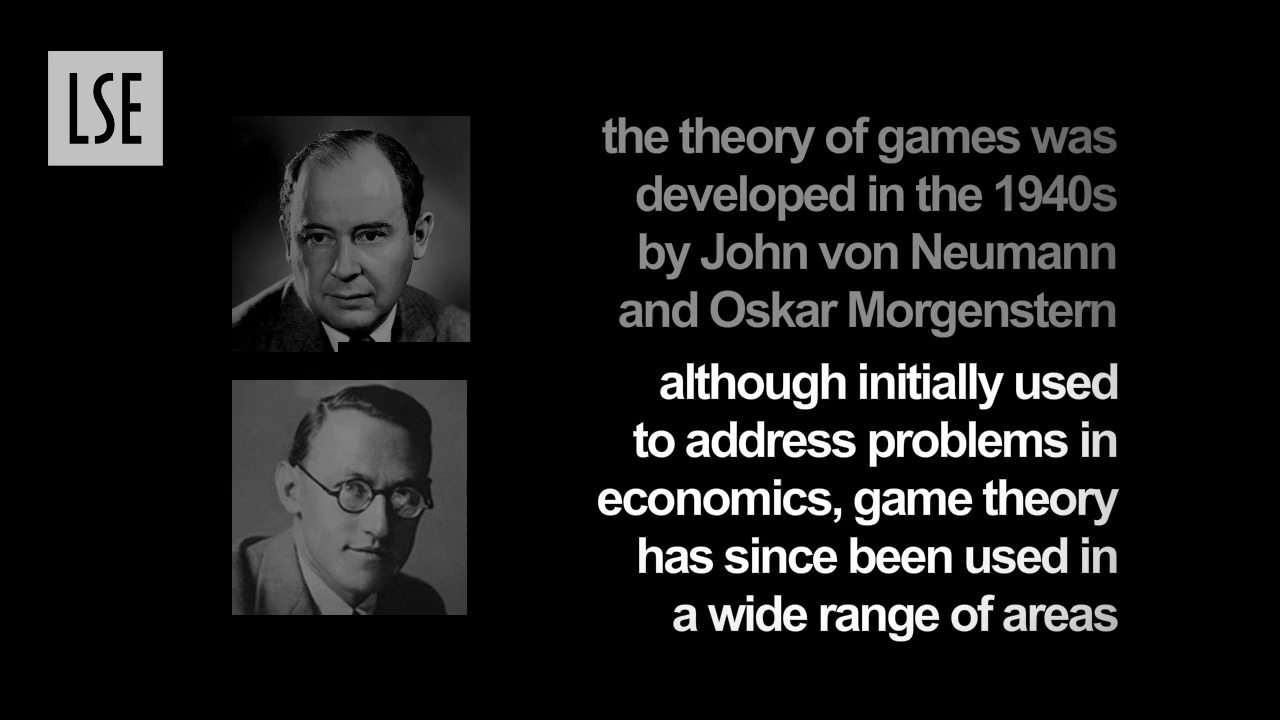 LSE
the theory of games was
developed in the 1940s
by John von Neumann
and Oskar Morgenstern
although initially used
to address problems in
economics, game theory
has since been used in
a wide range of areas